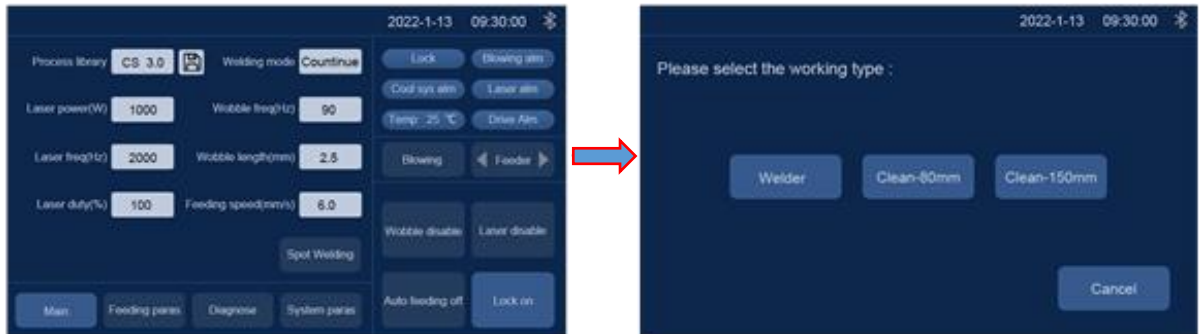 2022-1-13 09:30:00
Process library CS 3.0 Welding mode Countinue
Laser power(W) 1000 Wobble freq(Hz) 90
Laser freq(Hz) 2000 Wobble length(mm) 2.5
Laser duty(%) 100 Feeding speed(mm/s) 6.0
Spot Welding
Main Feeding paras Diagnose System paras
Lock Blowing alm
Cool sys alm Laser alm
Temp: 25 ℃ Drive Alm
Blowing Feeder
Wobble disable Laser disable
Auto feeding off Lock on
2022-1-13 09:30:00
Please select the working type :
Welder Clean-80mm Clean-150mm
Cancel